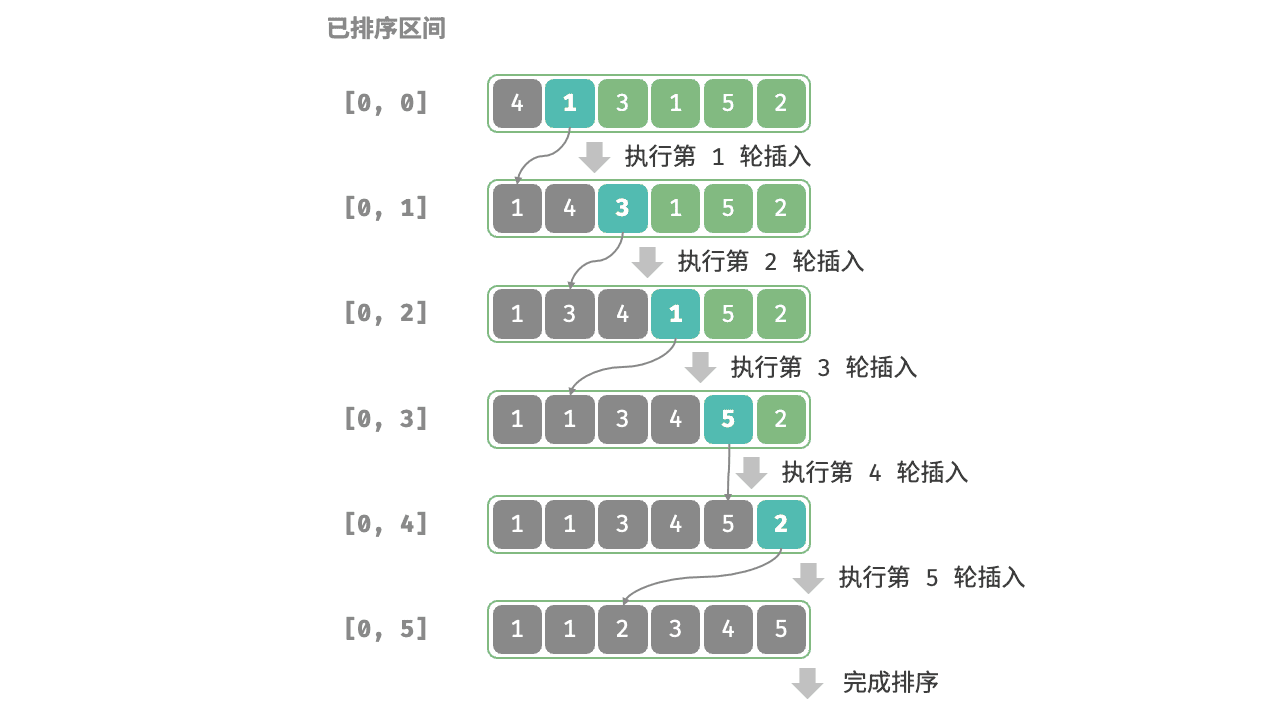 已排序区间
[0, 0] 4 1 3 1 5 2
执行第 1 轮插入
[0, 1] 1 4 3 1 5 2
执行第 2 轮插入
[0, 2] 1 3 4 1 5 2
执行第 3 轮插入
[0, 3] 1 1 3 4 5 2
执行第 4 轮插入
[0, 4] 1 1 3 4 5 2
执行第 5 轮插入
[0, 5] 1 1 2 3 4 5
完成排序